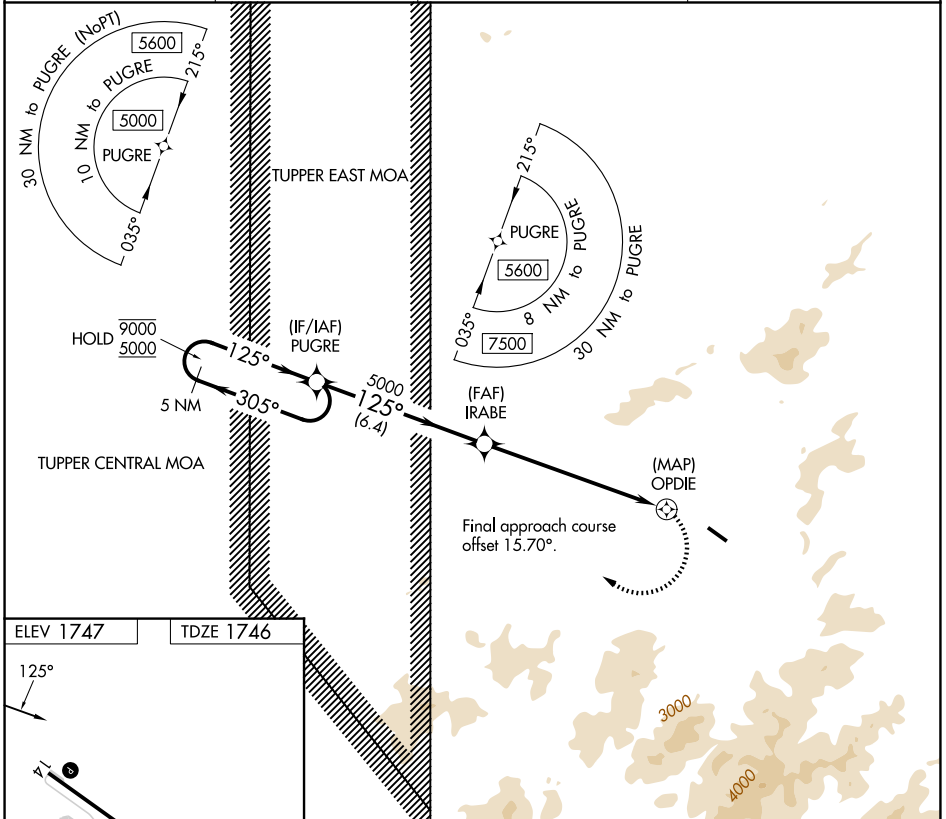 30 NM to PUGRE (NoPT)
5600
215°
10 NM to PUGRE
5000
PUGRE
035°
TUPPER EAST MOA
215°
PUGRE
5600
8 NM to PUGRE
30 NM to PUGRE
035°
7500
HOLD
9000
5000
125°
(IF/IAF)
PUGRE
305°
5 NM
5000
125°
(6.4)
(FAF)
IRABE
TUPPER CENTRAL MOA
(MAP)
OPDIE
Final approach course
offset 15.70°.
ELEV 1747
TDZE 1746
125°
14
P
3000
4000